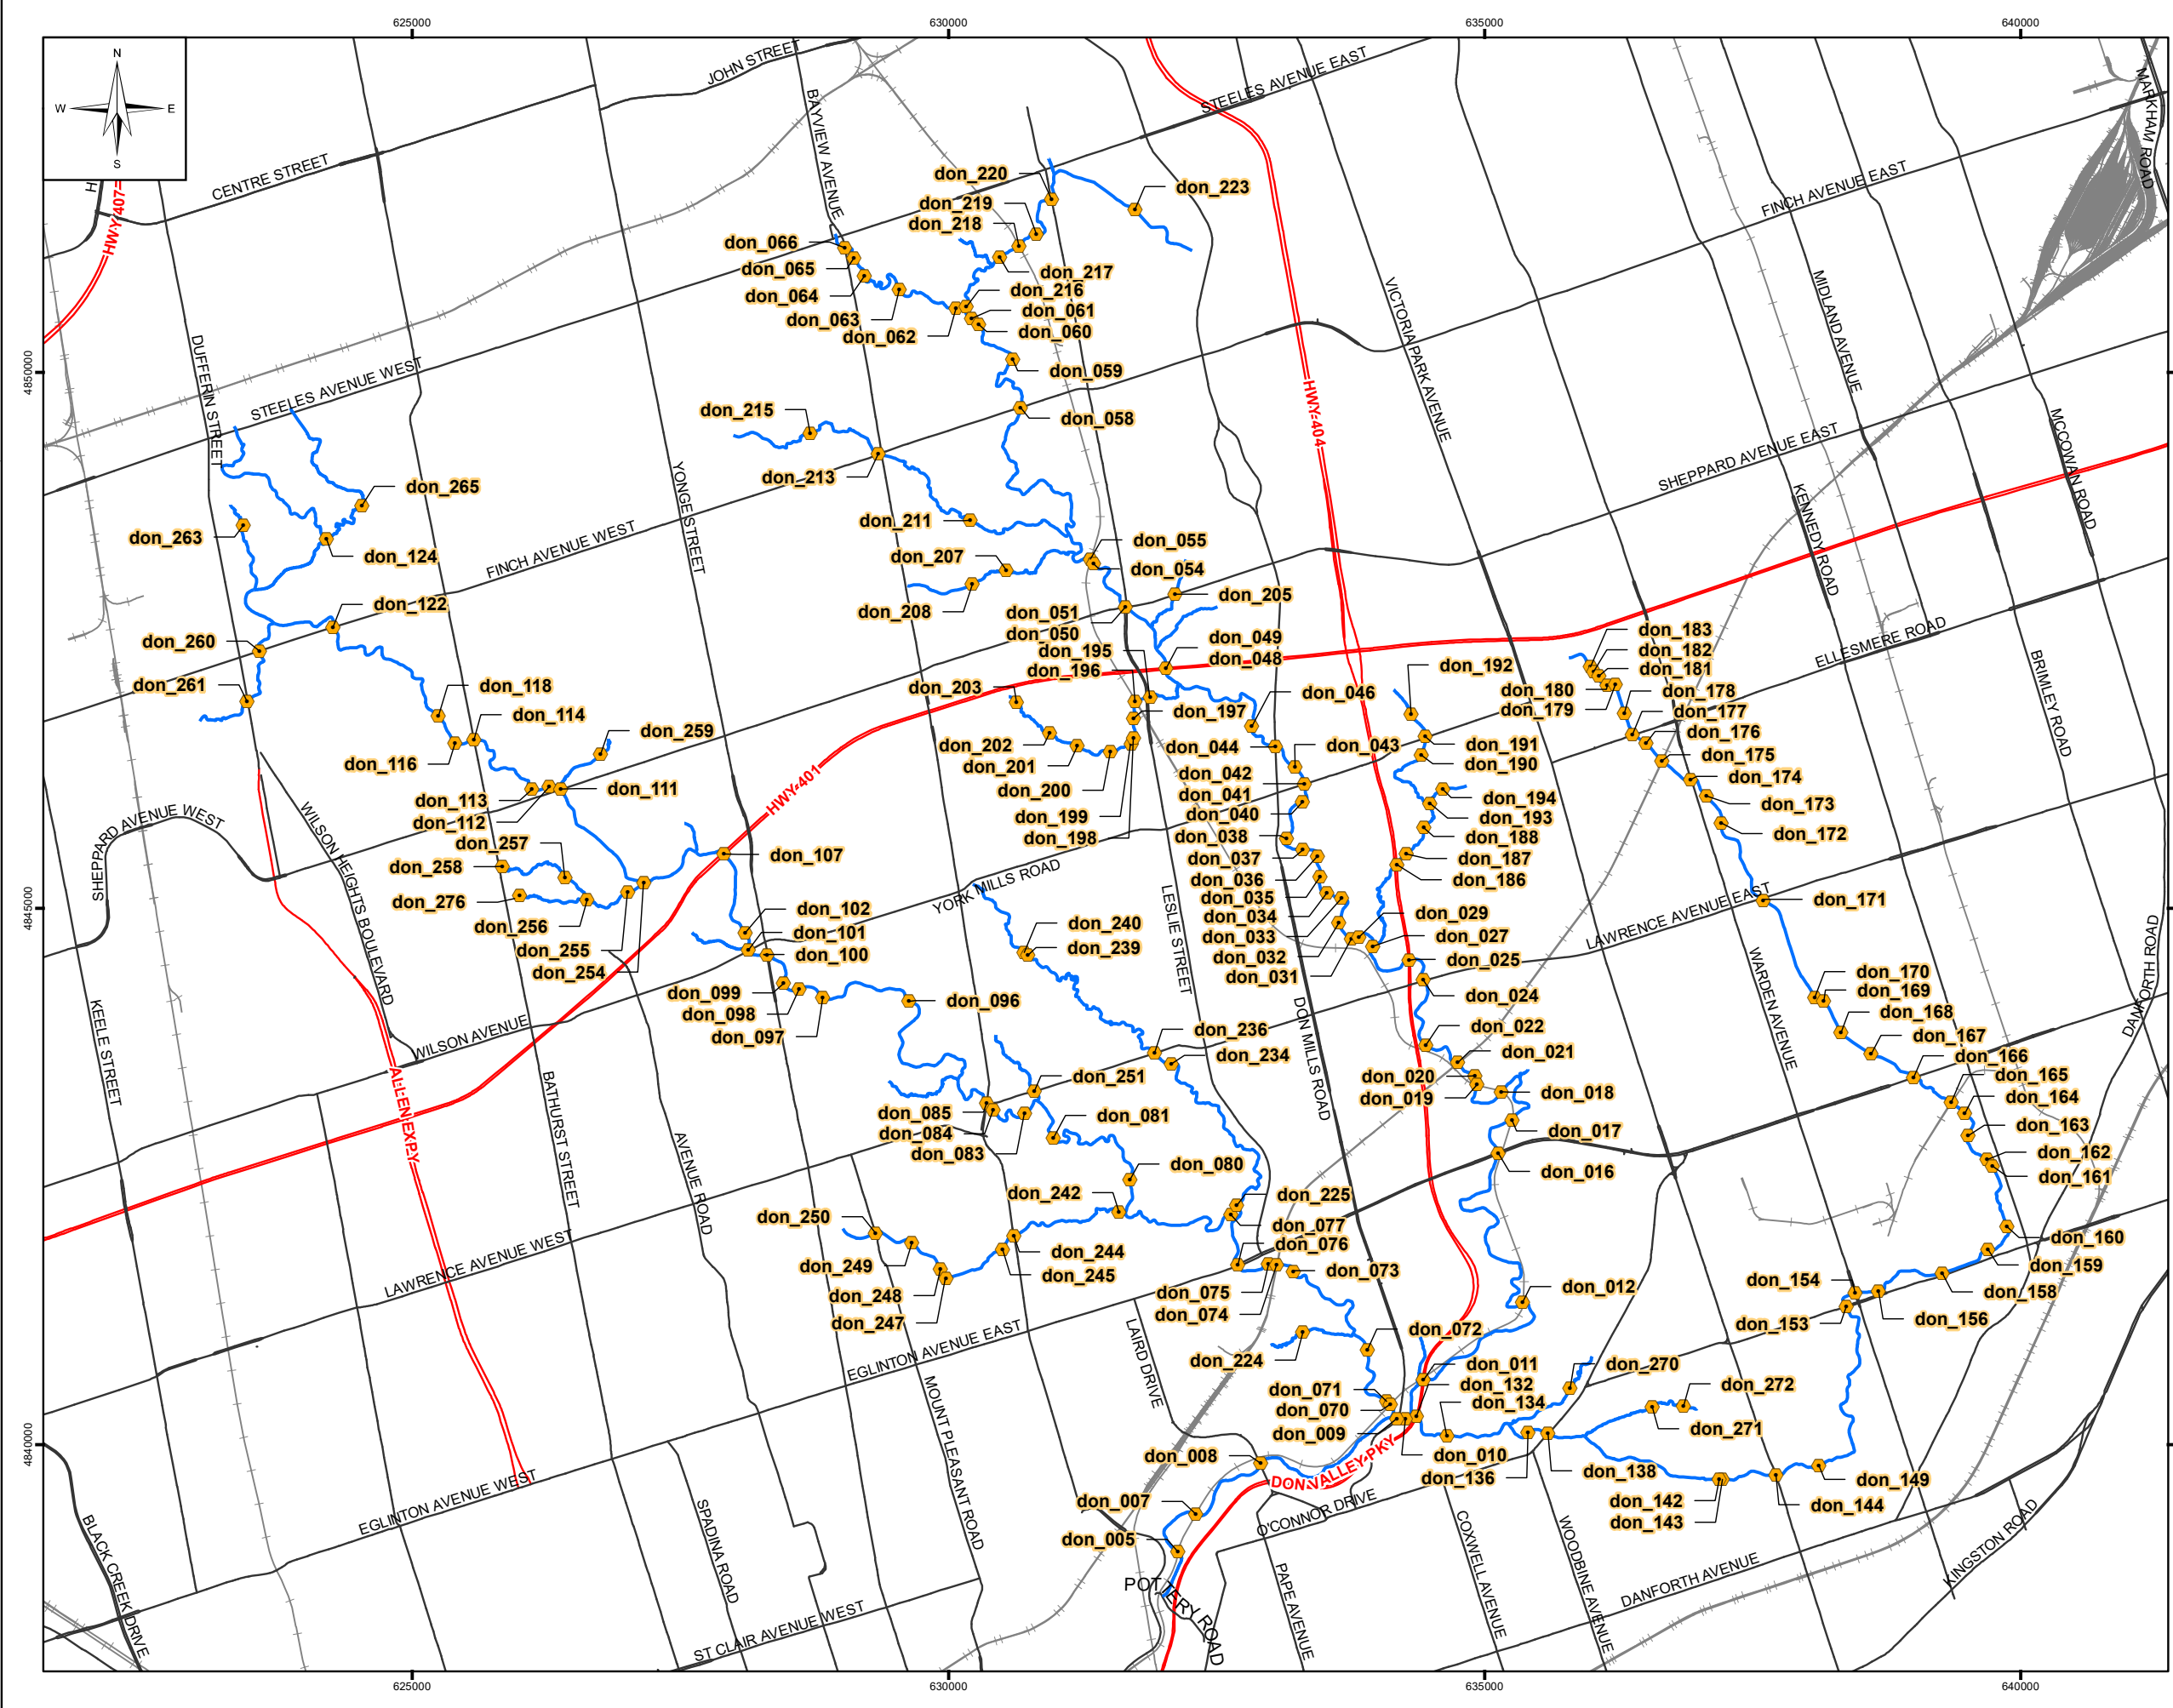 625000
630000
635000
640000
N
W
E
S
JOHN STREET
STEELES AVENUE EAST
MARKHAM ROAD
CENTRE STREET
H
HWY 407
BAYVIEW AVENUE
FINCH AVENUE EAST
don_220
don_223
don_219
don_218
don_066
don_065
don_217
don_064
don_216
don_063
don_061
don_062
don_060
4850000
DUFFERIN STREET
STEELES AVENUE WEST
VICTORIA PARK AVENUE
MIDLAND AVENUE
HWY 404
don_059
don_215
don_058
MCCOWAN ROAD
SHEPPARD AVENUE EAST
don_213
YONGE STREET
KENNEDY ROAD
don_265
don_211
don_263
don_124
FINCH AVENUE WEST
don_207
don_055
don_054
don_208
don_205
don_122
don_051
don_050
don_049
don_260
don_195
don_048
don_196
don_183
don_182
don_181
ELLESMERE ROAD
BRIMLEY ROAD
don_192
don_261
don_118
don_203
don_046
don_180
don_178
don_179
don_177
don_114
don_197
don_259
don_202
don_044
don_043
don_191
don_176
don_116
don_201
don_190
don_175
don_042
don_174
don_113
don_111
don_200
don_041
don_194
don_173
HWY 401
don_112
don_199
don_040
don_193
don_198
don_038
don_188
don_172
SHEPPARD AVENUE WEST
WILSON HEIGHTS BOULEVARD
don_257
don_258
don_107
don_037
don_187
don_036
don_186
YORK MILLS ROAD
LESLIE STREET
don_276
don_035
don_171
4845000
don_102
don_034
don_029
LAWRENCE AVENUE EAST
don_256
don_101
don_240
don_033
don_027
don_255
don_100
don_239
don_032
don_025
don_254
don_031
DANFORTH ROAD
WARDEN AVENUE
don_170
don_099
don_096
don_024
don_169
don_098
don_168
KEELE STREET
WILSON AVENUE
don_097
don_236
DON MILLS ROAD
don_022
don_167
don_234
don_021
don_166
ALLEN EXPY
BATHURST STREET
don_251
don_020
don_165
don_085
don_019
don_018
don_164
don_081
don_084
don_017
don_163
AVENUE ROAD
don_083
don_162
don_080
don_016
don_161
don_242
don_225
don_250
don_077
don_160
don_076
LAWRENCE AVENUE WEST
don_249
don_244
don_073
don_159
don_245
don_154
don_012
don_248
don_075
don_158
don_074
don_247
don_153
don_156
EGLINTON AVENUE EAST
LAIRD DRIVE
don_072
don_224
don_011
don_270
don_071
don_132
don_272
don_070
don_134
MOUNT PLEASANT ROAD
don_009
don_271
4840000
don_008
don_010
don_136
don_138
don_149
DON VALLEY PKY
don_142
don_144
don_007
don_143
EGLINTON AVENUE WEST
SPADINA ROAD
O'CONNOR DRIVE
don_005
COXWELL AVENUE
WOODBINE AVENUE
KINGSTON ROAD
BLACK CREEK DRIVE
DANFORTH AVENUE
POTTERY ROAD
PAPE AVENUE
ST CLAIR AVENUE WEST
625000
630000
635000
640000